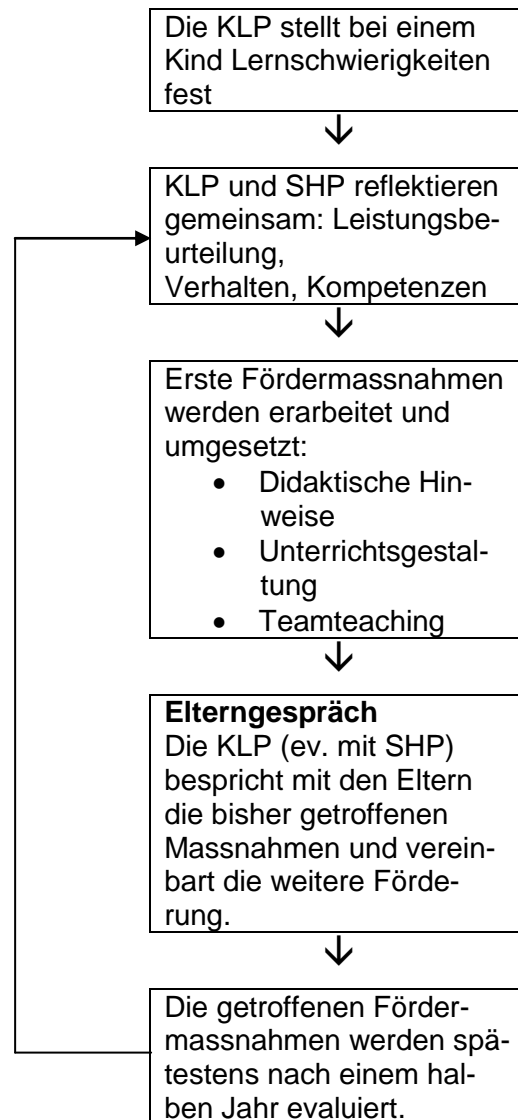 Die KLP stellt bei einem
Kind Lernschwierigkeiten
fest
KLP und SHP reflektieren
gemeinsam: Leistungsbe-
urteilung,
Verhalten, Kompetenzen
Erste Fördermassnahmen
werden erarbeitet und
umgesetzt:
• Didaktische Hin-
weise
• Unterrichtsgestal-
tung
• Teamteaching
Elterngespräch
Die KLP (ev. mit SHP)
bespricht mit den Eltern
die bisher getroffenen
Massnahmen und verein-
bart die weitere Förde-
rung.
Die getroffenen Förder-
massnahmen werden spä-
testens nach einem hal-
ben Jahr evaluiert.